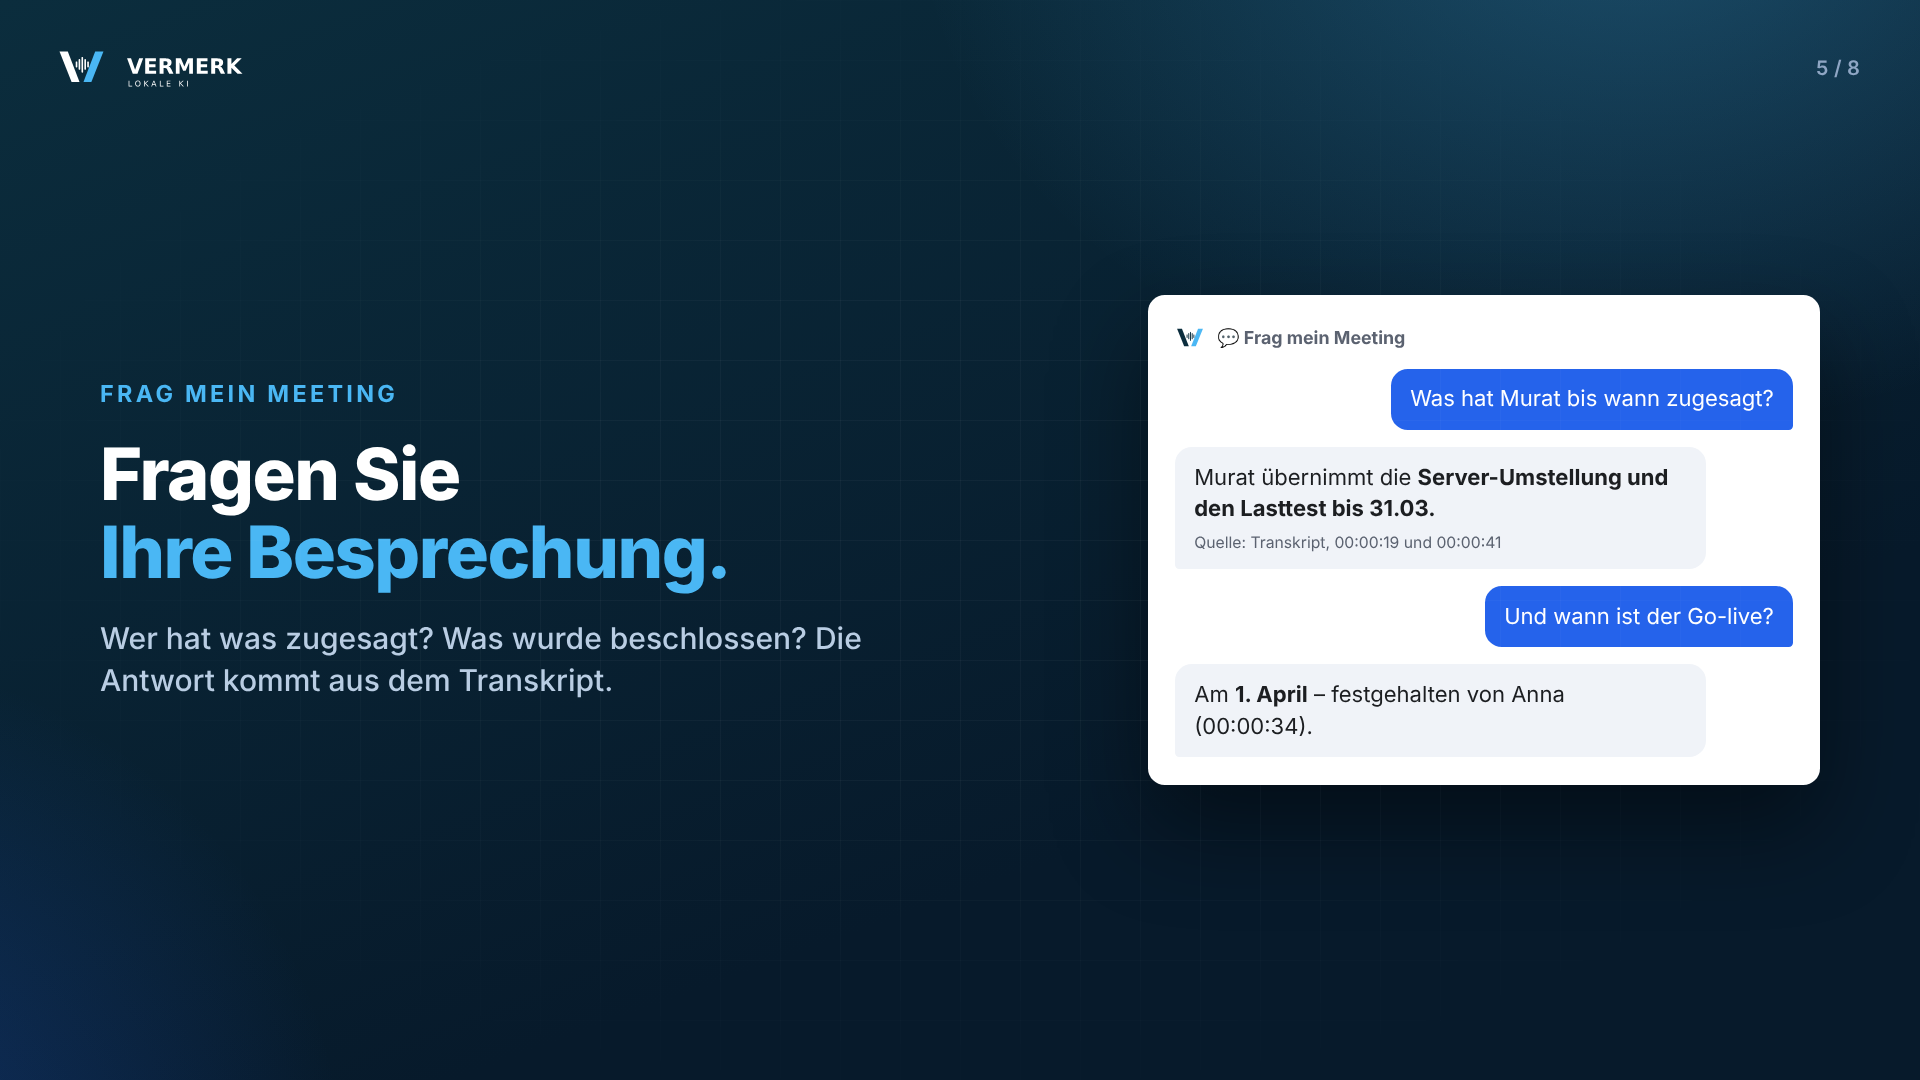 VERMERK
LOKALE KI
5 / 8
FRAG MEIN MEETING
Fragen Sie
Ihre Besprechung.
Wer hat was zugesagt? Was wurde beschlossen? Die
Antwort kommt aus dem Transkript.
💬 Frag mein Meeting
Was hat Murat bis wann zugesagt?
Murat übernimmt die Server-Umstellung und
den Lasttest bis 31.03.
Quelle: Transkript, 00:00:19 und 00:00:41
Und wann ist der Go-live?
Am 1. April – festgehalten von Anna
(00:00:34).